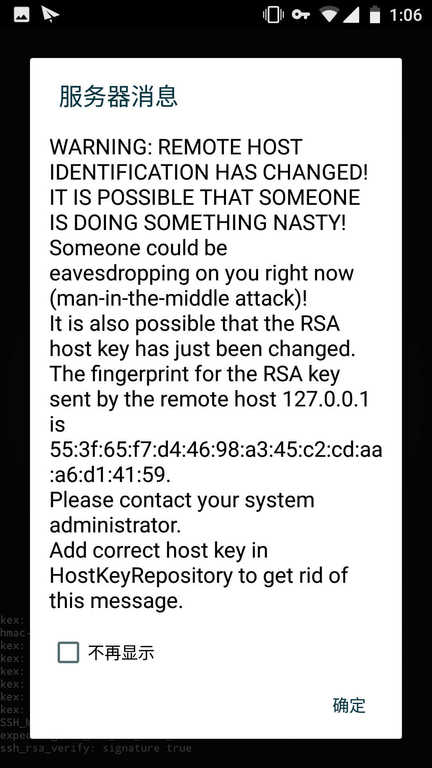 1:06
服务器消息
WARNING: REMOTE HOST
IDENTIFICATION HAS CHANGED!
IT IS POSSIBLE THAT SOMEONE
IS DOING SOMETHING NASTY!
Someone could be
eavesdropping on you right now
(man-in-the-middle attack)!
It is also possible that the RSA
host key has just been changed.
The fingerprint for the RSA key
sent by the remote host 127.0.0.1
is
55:3f:65:f7:d4:46:98:a3:45:c2:cd:aa
:a6:d1:41:59.
Please contact your system
administrator.
Add correct host key in
HostKeyRepository to get rid of
this message.
kex:
hmac-
kex:
kex:
不再显示
kex:
kex:
kex:
kex:
确定
ssh_rsa_verify: signature true